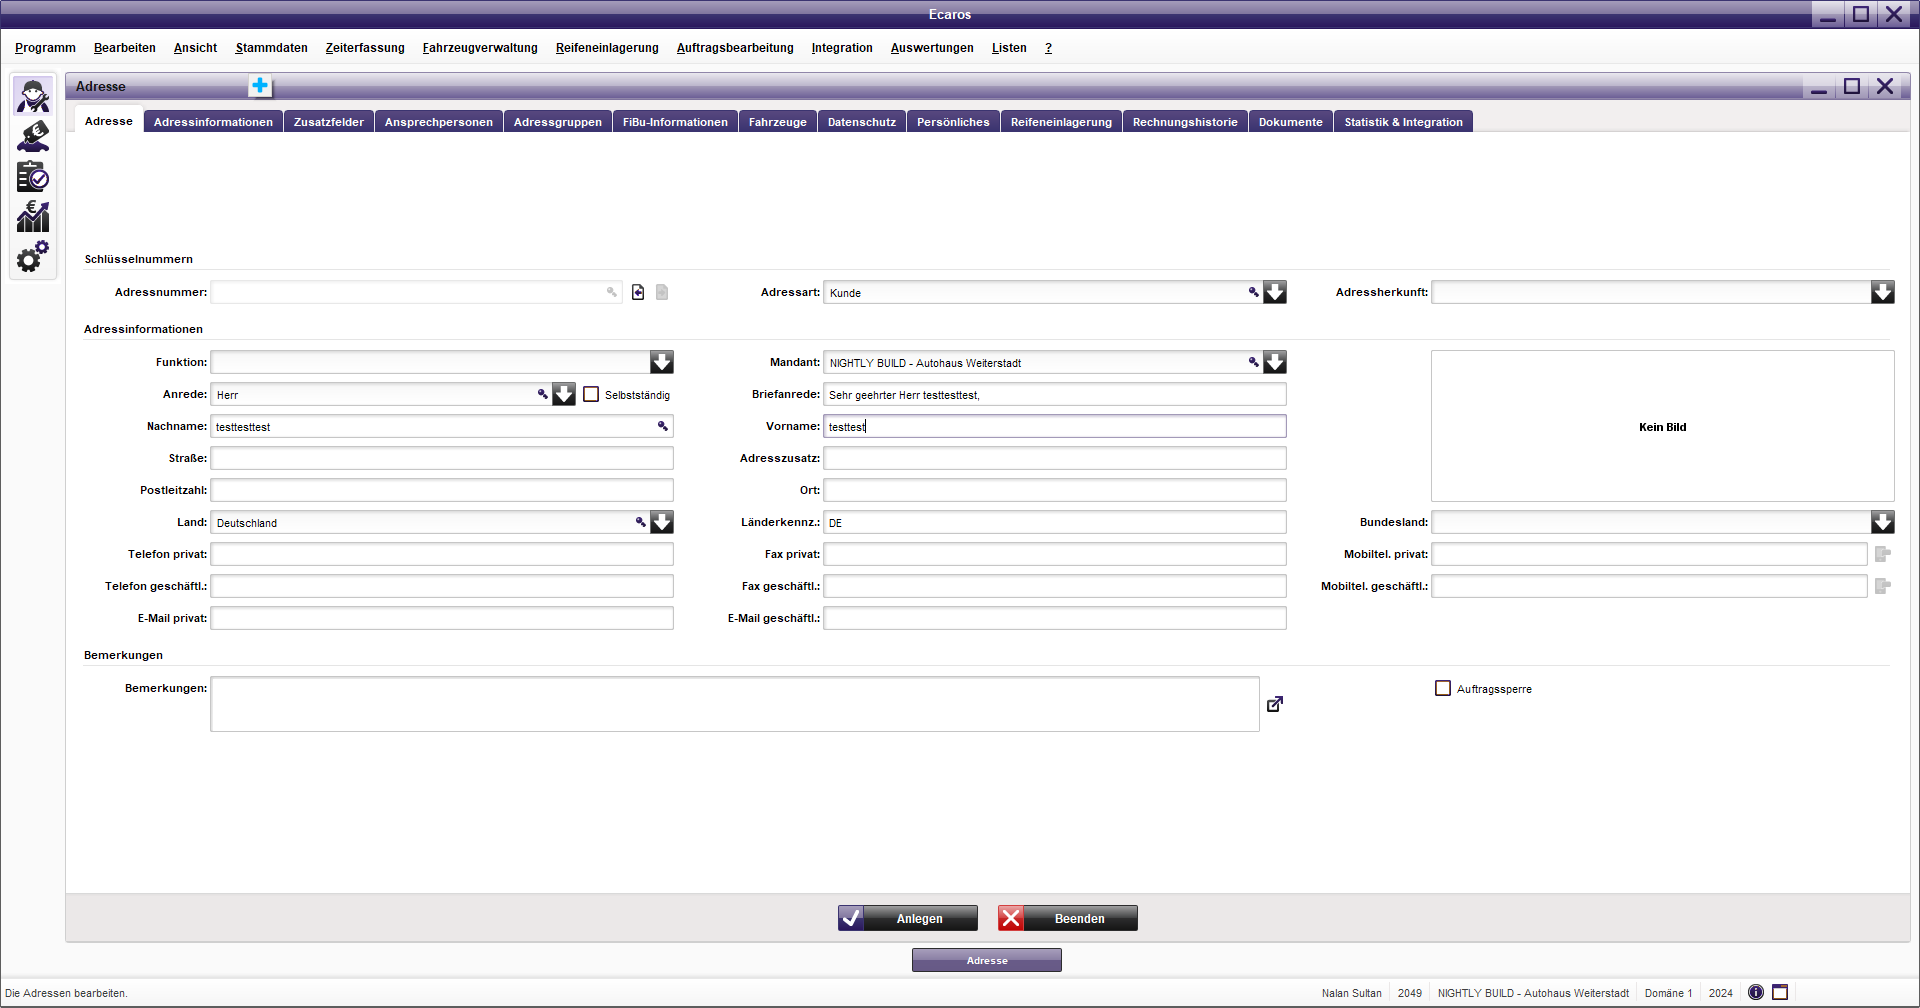 Ecaros
Programm Bearbeiten Ansicht Stammdaten Zeiterfassung Fahrzeugverwaltung Reifeneinlagerung Auftragsbearbeitung Integration Auswertungen Listen ?
Adresse
Adresse Adressinformationen Zusatzfelder Ansprechpersonen Adressgruppen FiBu-Informationen Fahrzeuge Datenschutz Persönliches Reifeneinlagerung Rechnungshistorie Dokumente Statistik & Integration
Schlüsselnummern
Adressnummer: Adressart: Kunde Adressherkunft:
Adressinformationen
Funktion: Mandant: NIGHTLY BUILD - Autohaus Weiterstadt
Anrede: Herr Selbstständig Briefanrede: Sehr geehrter Herr testtesttest,
Nachname: testtesttest Vorname: testtest Kein Bild
Straße: Adresszusatz:
Postleitzahl: Ort:
Land: Deutschland Länderkennz.: DE Bundesland:
Telefon privat: Fax privat: Mobiltel. privat:
Telefon geschäftl.: Fax geschäftl.: Mobiltel. geschäftl.:
E-Mail privat: E-Mail geschäftl.:
Bemerkungen
Bemerkungen: Auftragssperre
Anlegen Beenden
Adresse
Die Adressen bearbeiten. Nalan Sultan 2049 NIGHTLY BUILD - Autohaus Weiterstadt Domäne 1 2024